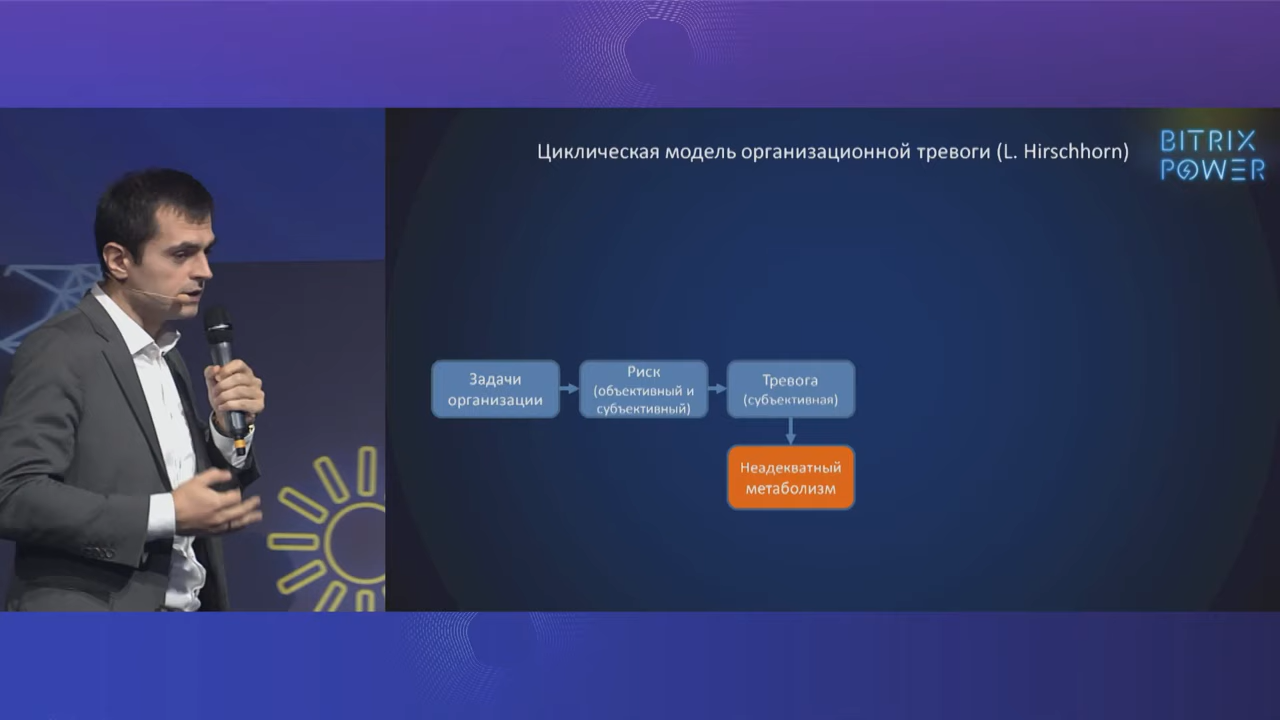 Циклическая модель организационной тревоги (L. Hirschhorn)
BITRIX
POWER
Задачи
организации
Риск
(объективный и
субъективный)
Тревога
(субъективная)
Неадекватный
метаболизм